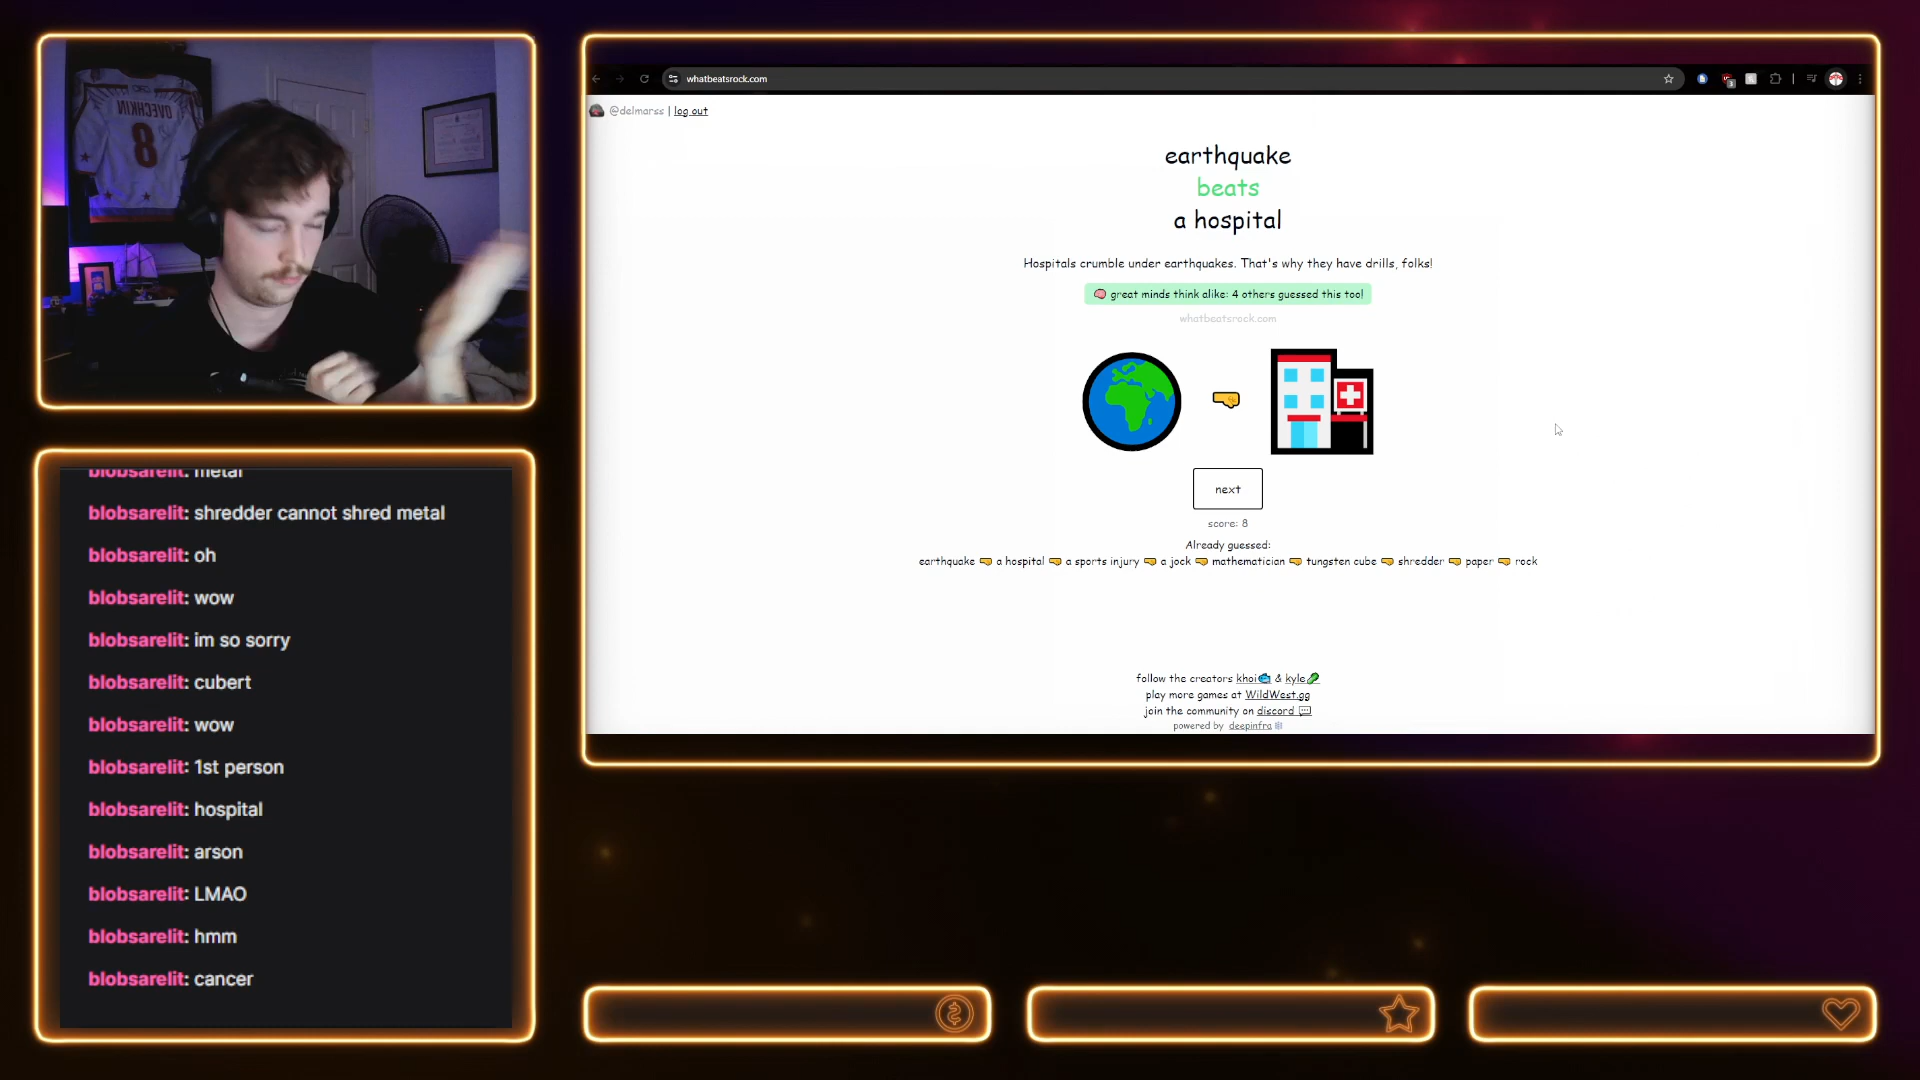 OVECHKIN
8
blobsarelit: metal
blobsarelit: shredder cannot shred metal
blobsarelit: oh
blobsarelit: wow
blobsarelit: im so sorry
blobsarelit: cubert
blobsarelit: wow
blobsarelit: 1st person
blobsarelit: hospital
blobsarelit: arson
blobsarelit: LMAO
blobsarelit: hmm
blobsarelit: cancer
whatbeatsrock.com
@delmarss | log out
earthquake
beats
a hospital
Hospitals crumble under earthquakes. That's why they have drills, folks!
great minds think alike: 4 others guessed this too!
whatbeatsrock.com
next
score: 8
Already guessed:
earthquake 🤜 a hospital 🤜 a sports injury 🤜 a jock 🤜 mathematician 🤜 tungsten cube 🤜 shredder 🤜 paper 🤜 rock
follow the creators khoi & kyle
play more games at WildWest.gg
join the community on discord
powered by deepinfra